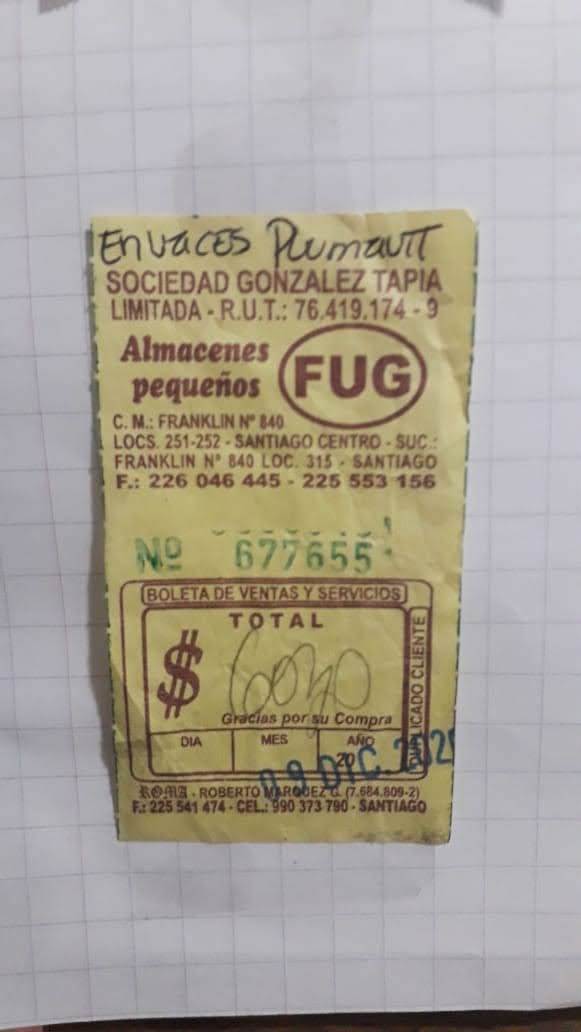 Envaces Plumavit
SOCIEDAD GONZALEZ TAPIA
LIMITADA - R.U.T.: 76.419.174 - 9
Almacenes
pequeños
FUG
C. M.: FRANKLIN Nº 840
LOCS. 251-252 - SANTIAGO CENTRO - SUC.:
FRANKLIN Nº 840 LOC. 315 - SANTIAGO
F.: 226 046 445 - 225 553 156
Nº 677655
BOLETA DE VENTAS Y SERVICIOS
TOTAL
$
Gracias por su Compra
DUPLICADO CLIENTE
DIA MES AÑO
20
09 DIC. 202
ROMA - ROBERTO MARQUEZ G. (7.684.809-2)
F.: 225 541 474 - CEL.: 990 373 790 - SANTIAGO